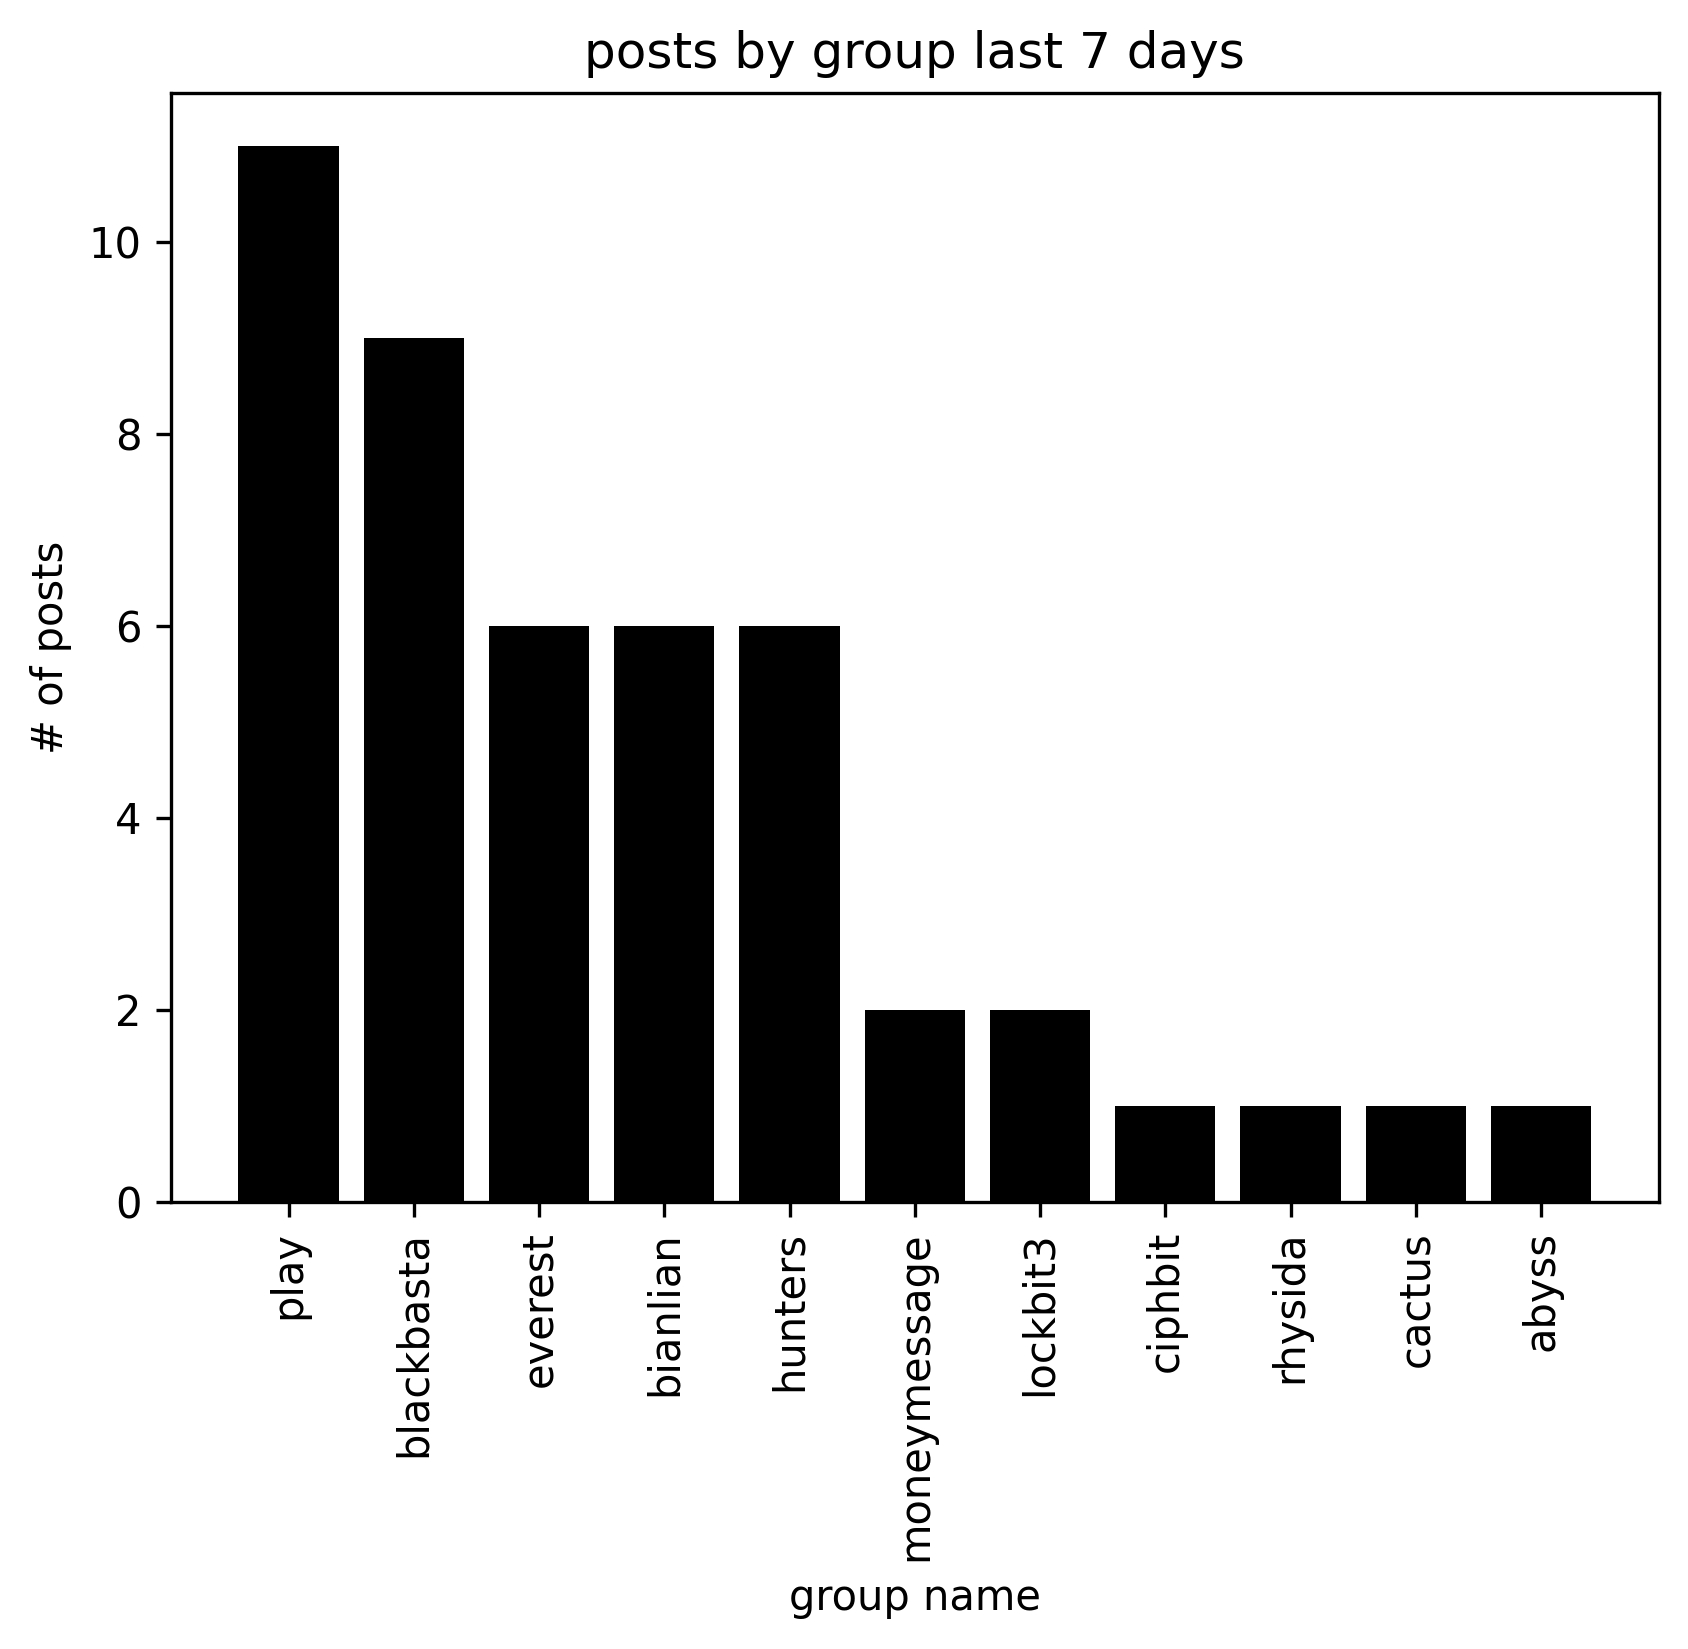 posts by group last 7 days
# of posts
10
8
6
4
2
0
play
blackbasta
everest
bianlian
hunters
moneymessage
lockbit3
ciphbit
rhysida
cactus
abyss
group name